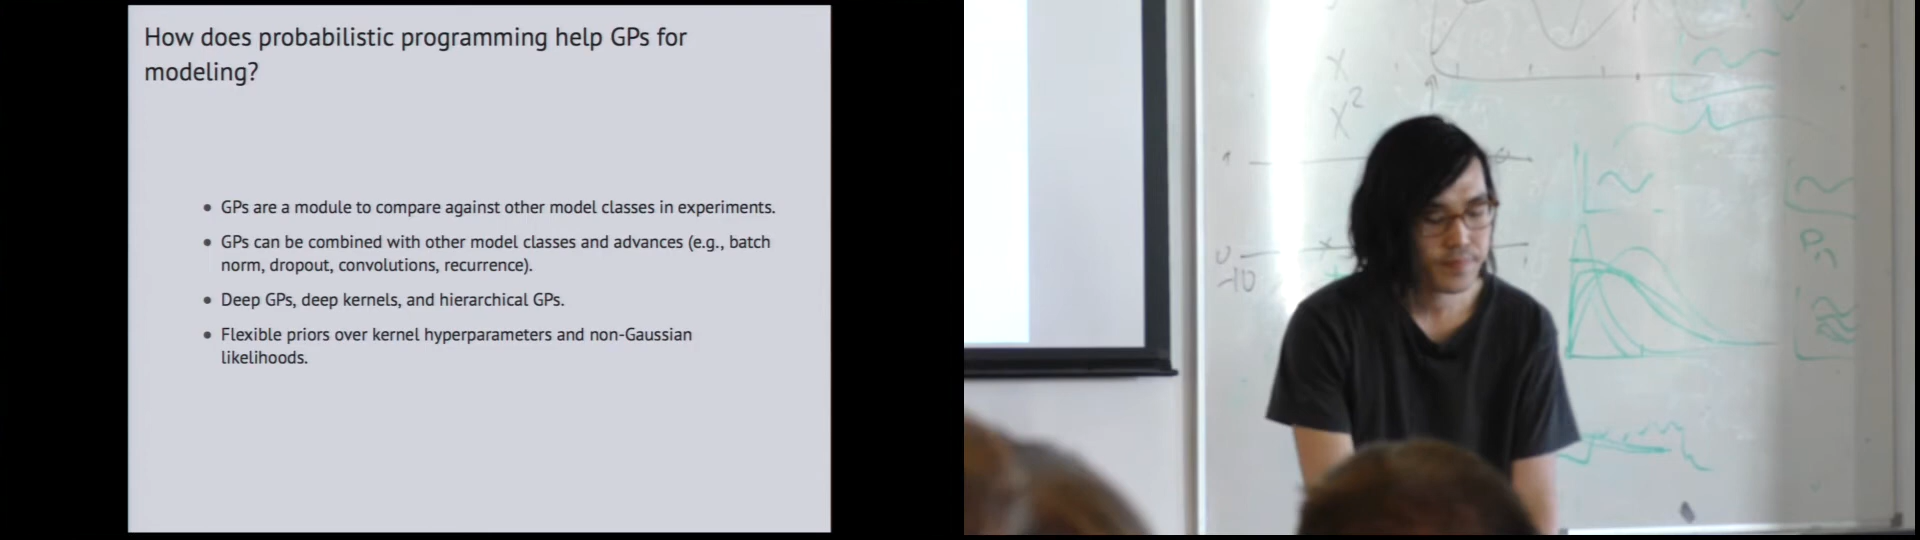 How does probabilistic programming help GPs for
modeling?
• GPs are a module to compare against other model classes in experiments.
• GPs can be combined with other model classes and advances (e.g., batch
norm, dropout, convolutions, recurrence).
• Deep GPs, deep kernels, and hierarchical GPs.
• Flexible priors over kernel hyperparameters and non-Gaussian
likelihoods.
X
X²
0
-10